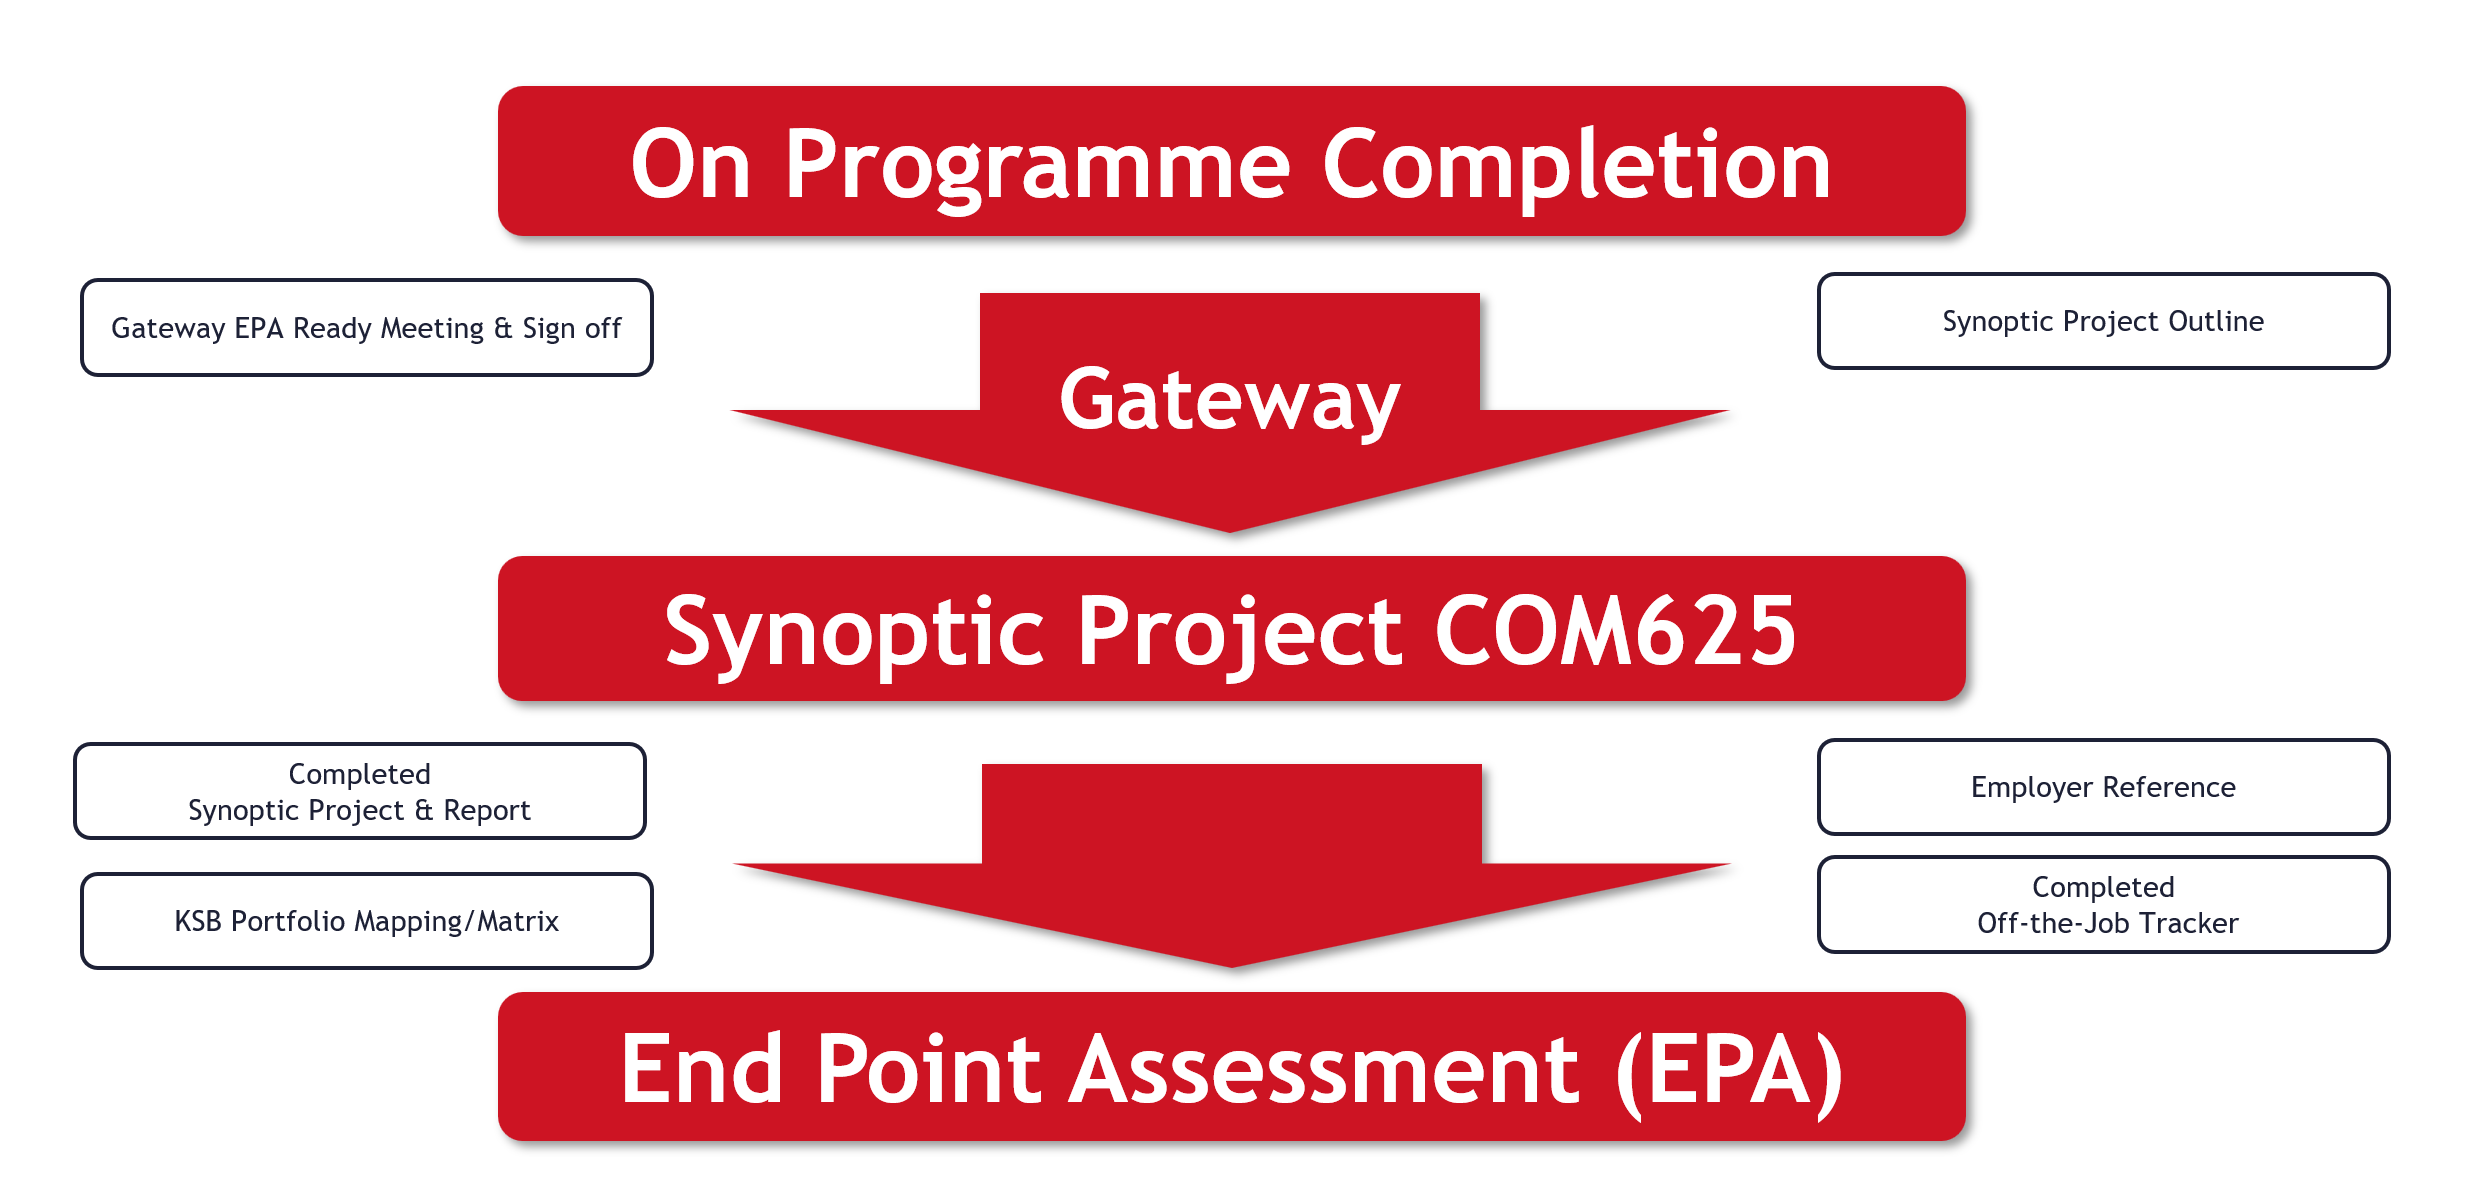 On Programme Completion
Gateway EPA Ready Meeting & Sign off
Synoptic Project Outline
Gateway
Synoptic Project COM625
Completed
Synoptic Project & Report
Employer Reference
KSB Portfolio Mapping/Matrix
Completed
Off-the-Job Tracker
End Point Assessment (EPA)